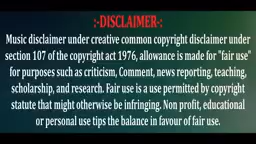 :-DISCLAIMER-:
Music disclaimer under creative common copyright disclaimer under
section 107 of the copyright act 1976, allowance is made for "fair use"
for purposes such as criticism, Comment, news reporting, teaching,
scholarship, and research. Fair use is a use permitted by copyright
statute that might otherwise be infringing. Non profit, educational
or personal use tips the balance in favour of fair use.